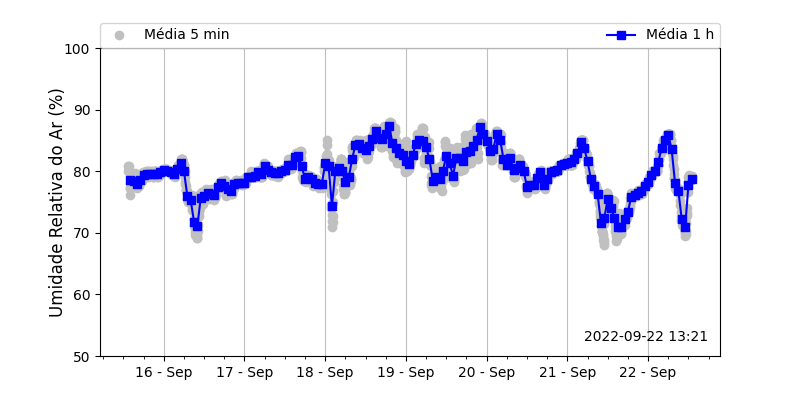 Média 5 min Média 1 h
Umidade Relativa do Ar (%)
100
90
80
70
60
50
2022-09-22 13:21
16 - Sep 17 - Sep 18 - Sep 19 - Sep 20 - Sep 21 - Sep 22 - Sep